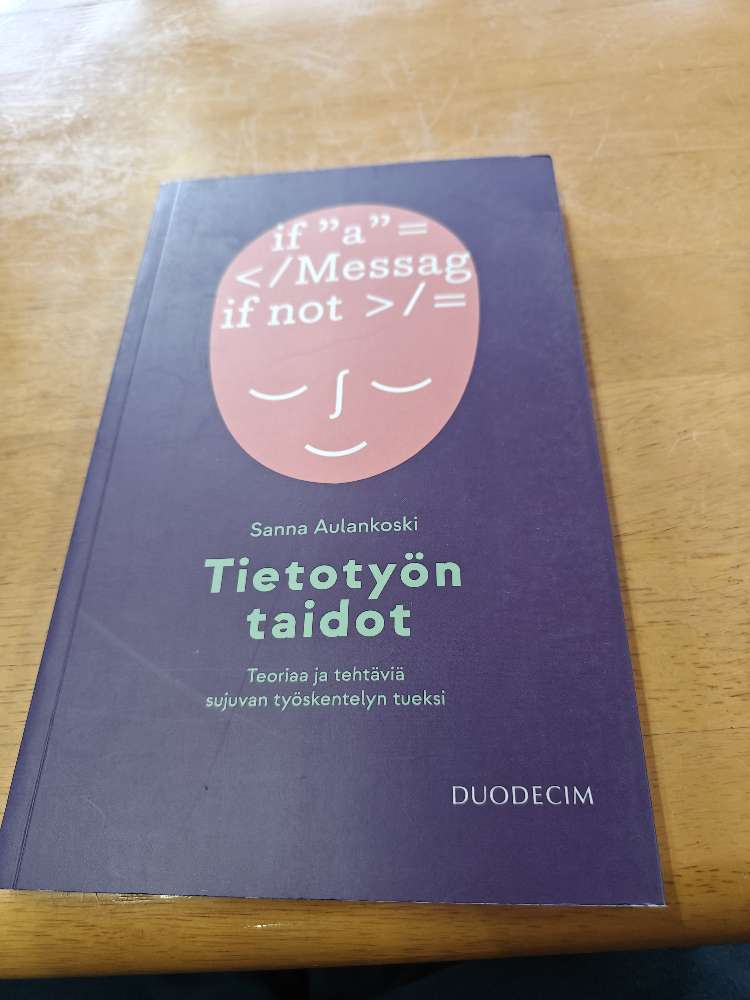 if ”a”=
</Messag
if not >/=
Sanna Aulankoski
Tietotyön
taidot
Teoriaa ja tehtäviä
sujuvan työskentelyn tueksi
DUODECIM